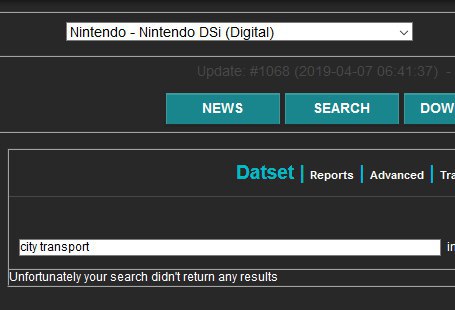 Nintendo - Nintendo DSi (Digital)
Update: #1068 (2019-04-07 06:41:37) -
NEWS SEARCH DOW
Datset | Reports | Advanced | Tra
city transport in
Unfortunately your search didn't return any results